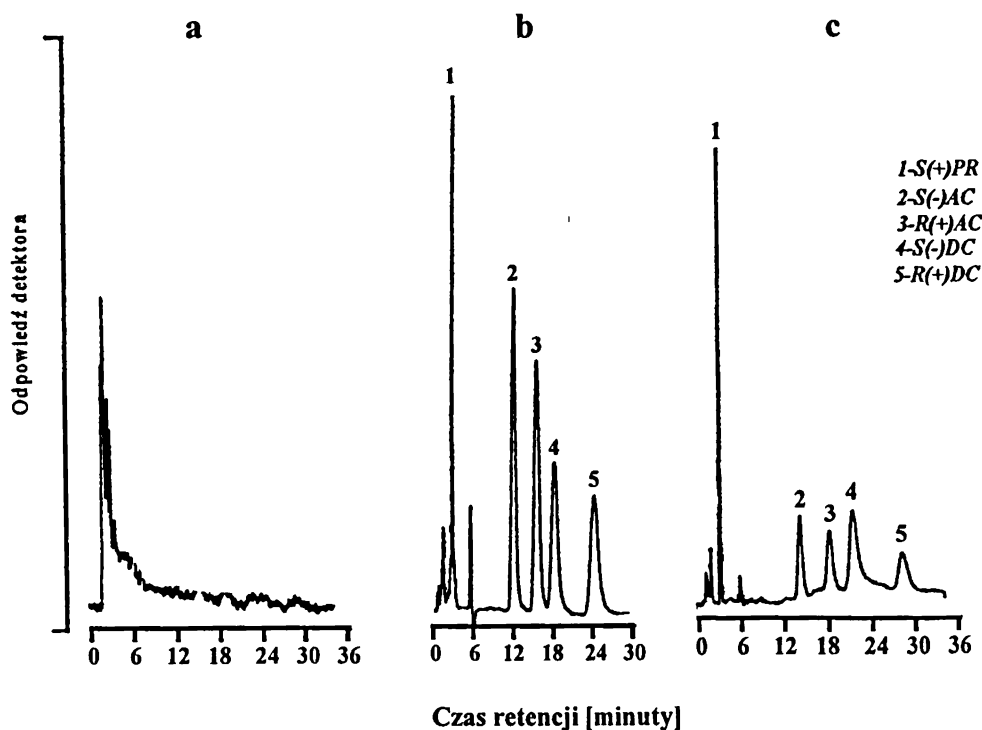 a b c
Odpowiedź detektora
1
2
3
4
5
1
2
3
4
5
1-S(+)PR
2-S(-)AC
3-R(+)AC
4-S(-)DC
5-R(+)DC
0 6 12 18 24 30 36
0 6 12 18 24 30
0 6 12 18 24 30 36
Czas retencji [minuty]